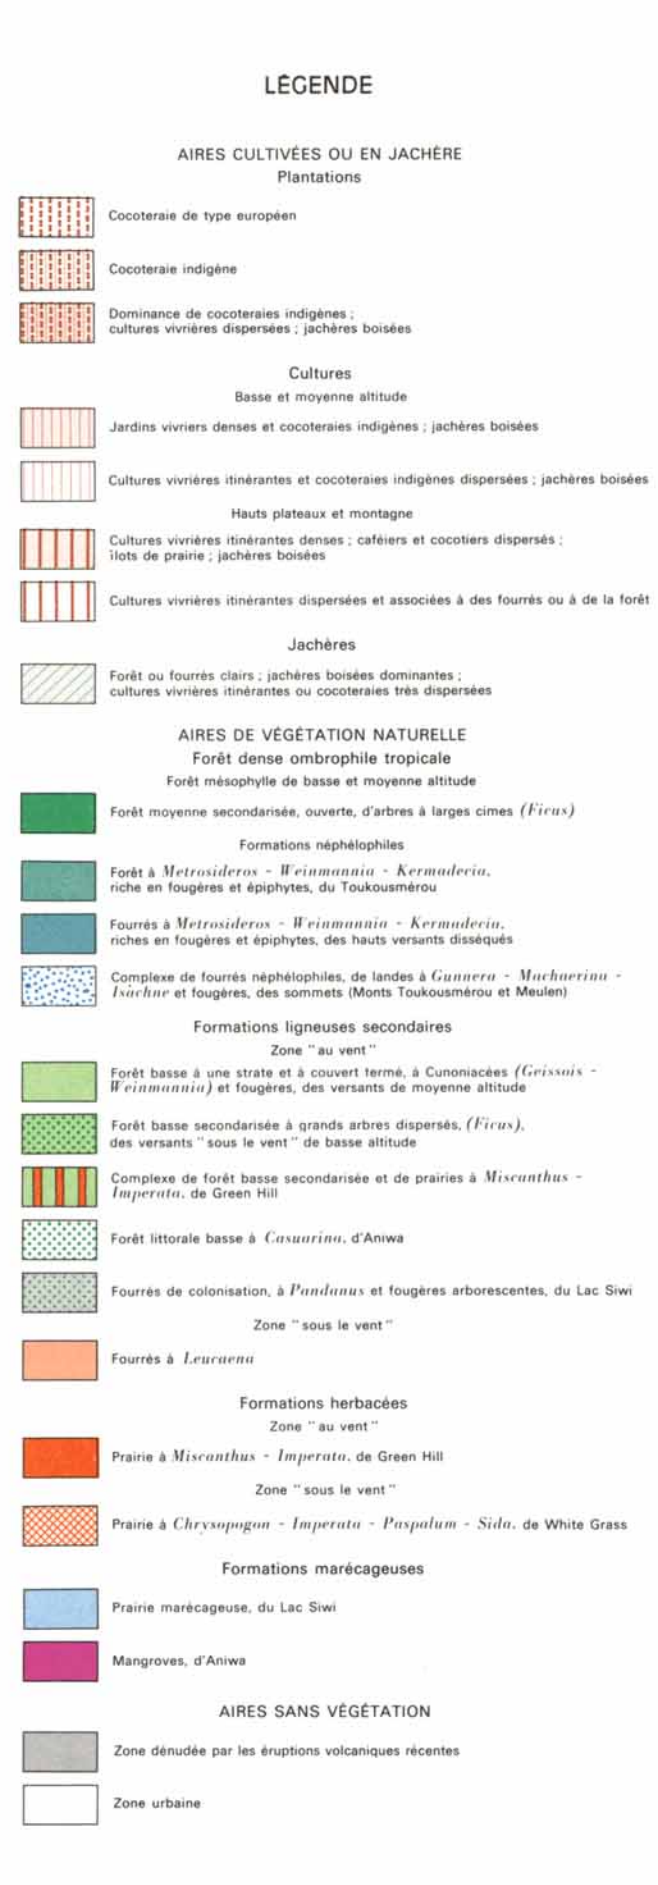 LÉGENDE
AIRES CULTIVÉES OU EN JACHÈRE
Plantations
Cocoteraie de type européen
Cocoteraie indigène
Dominance de cocoteraies indigènes ;
cultures vivrières dispersées ; jachères boisées
Cultures
Basse et moyenne altitude
Jardins vivriers denses et cocoteraies indigènes ; jachères boisées
Cultures vivrières itinérantes et cocoteraies indigènes dispersées ; jachères boisées
Hauts plateaux et montagne
Cultures vivrières itinérantes denses ; caféiers et cocotiers dispersés ;
îlots de prairie ; jachères boisées
Cultures vivrières itinérantes dispersées et associées à des fourrés ou à de la forêt
Jachères
Forêt ou fourrés clairs ; jachères boisées dominantes ;
cultures vivrières itinérantes ou cocoteraies très dispersées
AIRES DE VÉGÉTATION NATURELLE
Forêt dense ombrophile tropicale
Forêt mésophylle de basse et moyenne altitude
Forêt moyenne secondarisée, ouverte, d'arbres à larges cimes (Ficus)
Formations néphélophiles
Forêt à Metrosideros - Weinmannia - Kermadecia,
riche en fougères et épiphytes, du Toukousmérou
Fourrés à Metrosideros - Weinmannia - Kermadecia,
riches en fougères et épiphytes, des hauts versants disséqués
Complexe de fourrés néphélophiles, de landes à Gunnera - Machaerina -
Isachne et fougères, des sommets (Monts Toukousmérou et Meulen)
Formations ligneuses secondaires
Zone "au vent"
Forêt basse à une strate et à couvert fermé, à Cunoniacées (Geissois -
Weinmannia) et fougères, des versants de moyenne altitude
Forêt basse secondarisée à grands arbres dispersés, (Ficus),
des versants "sous le vent" de basse altitude
Complexe de forêt basse secondarisée et de prairies à Miscanthus -
Imperata, de Green Hill
Forêt littorale basse à Casuarina, d'Aniwa
Fourrés de colonisation, à Pandanus et fougères arborescentes, du Lac Siwi
Zone "sous le vent"
Fourrés à Leucaena
Formations herbacées
Zone "au vent"
Prairie à Miscanthus - Imperata, de Green Hill
Zone "sous le vent"
Prairie à Chrysopogon - Imperata - Paspalum - Sida, de White Grass
Formations marécageuses
Prairie marécageuse, du Lac Siwi
Mangroves, d'Aniwa
AIRES SANS VÉGÉTATION
Zone dénudée par les éruptions volcaniques récentes
Zone urbaine